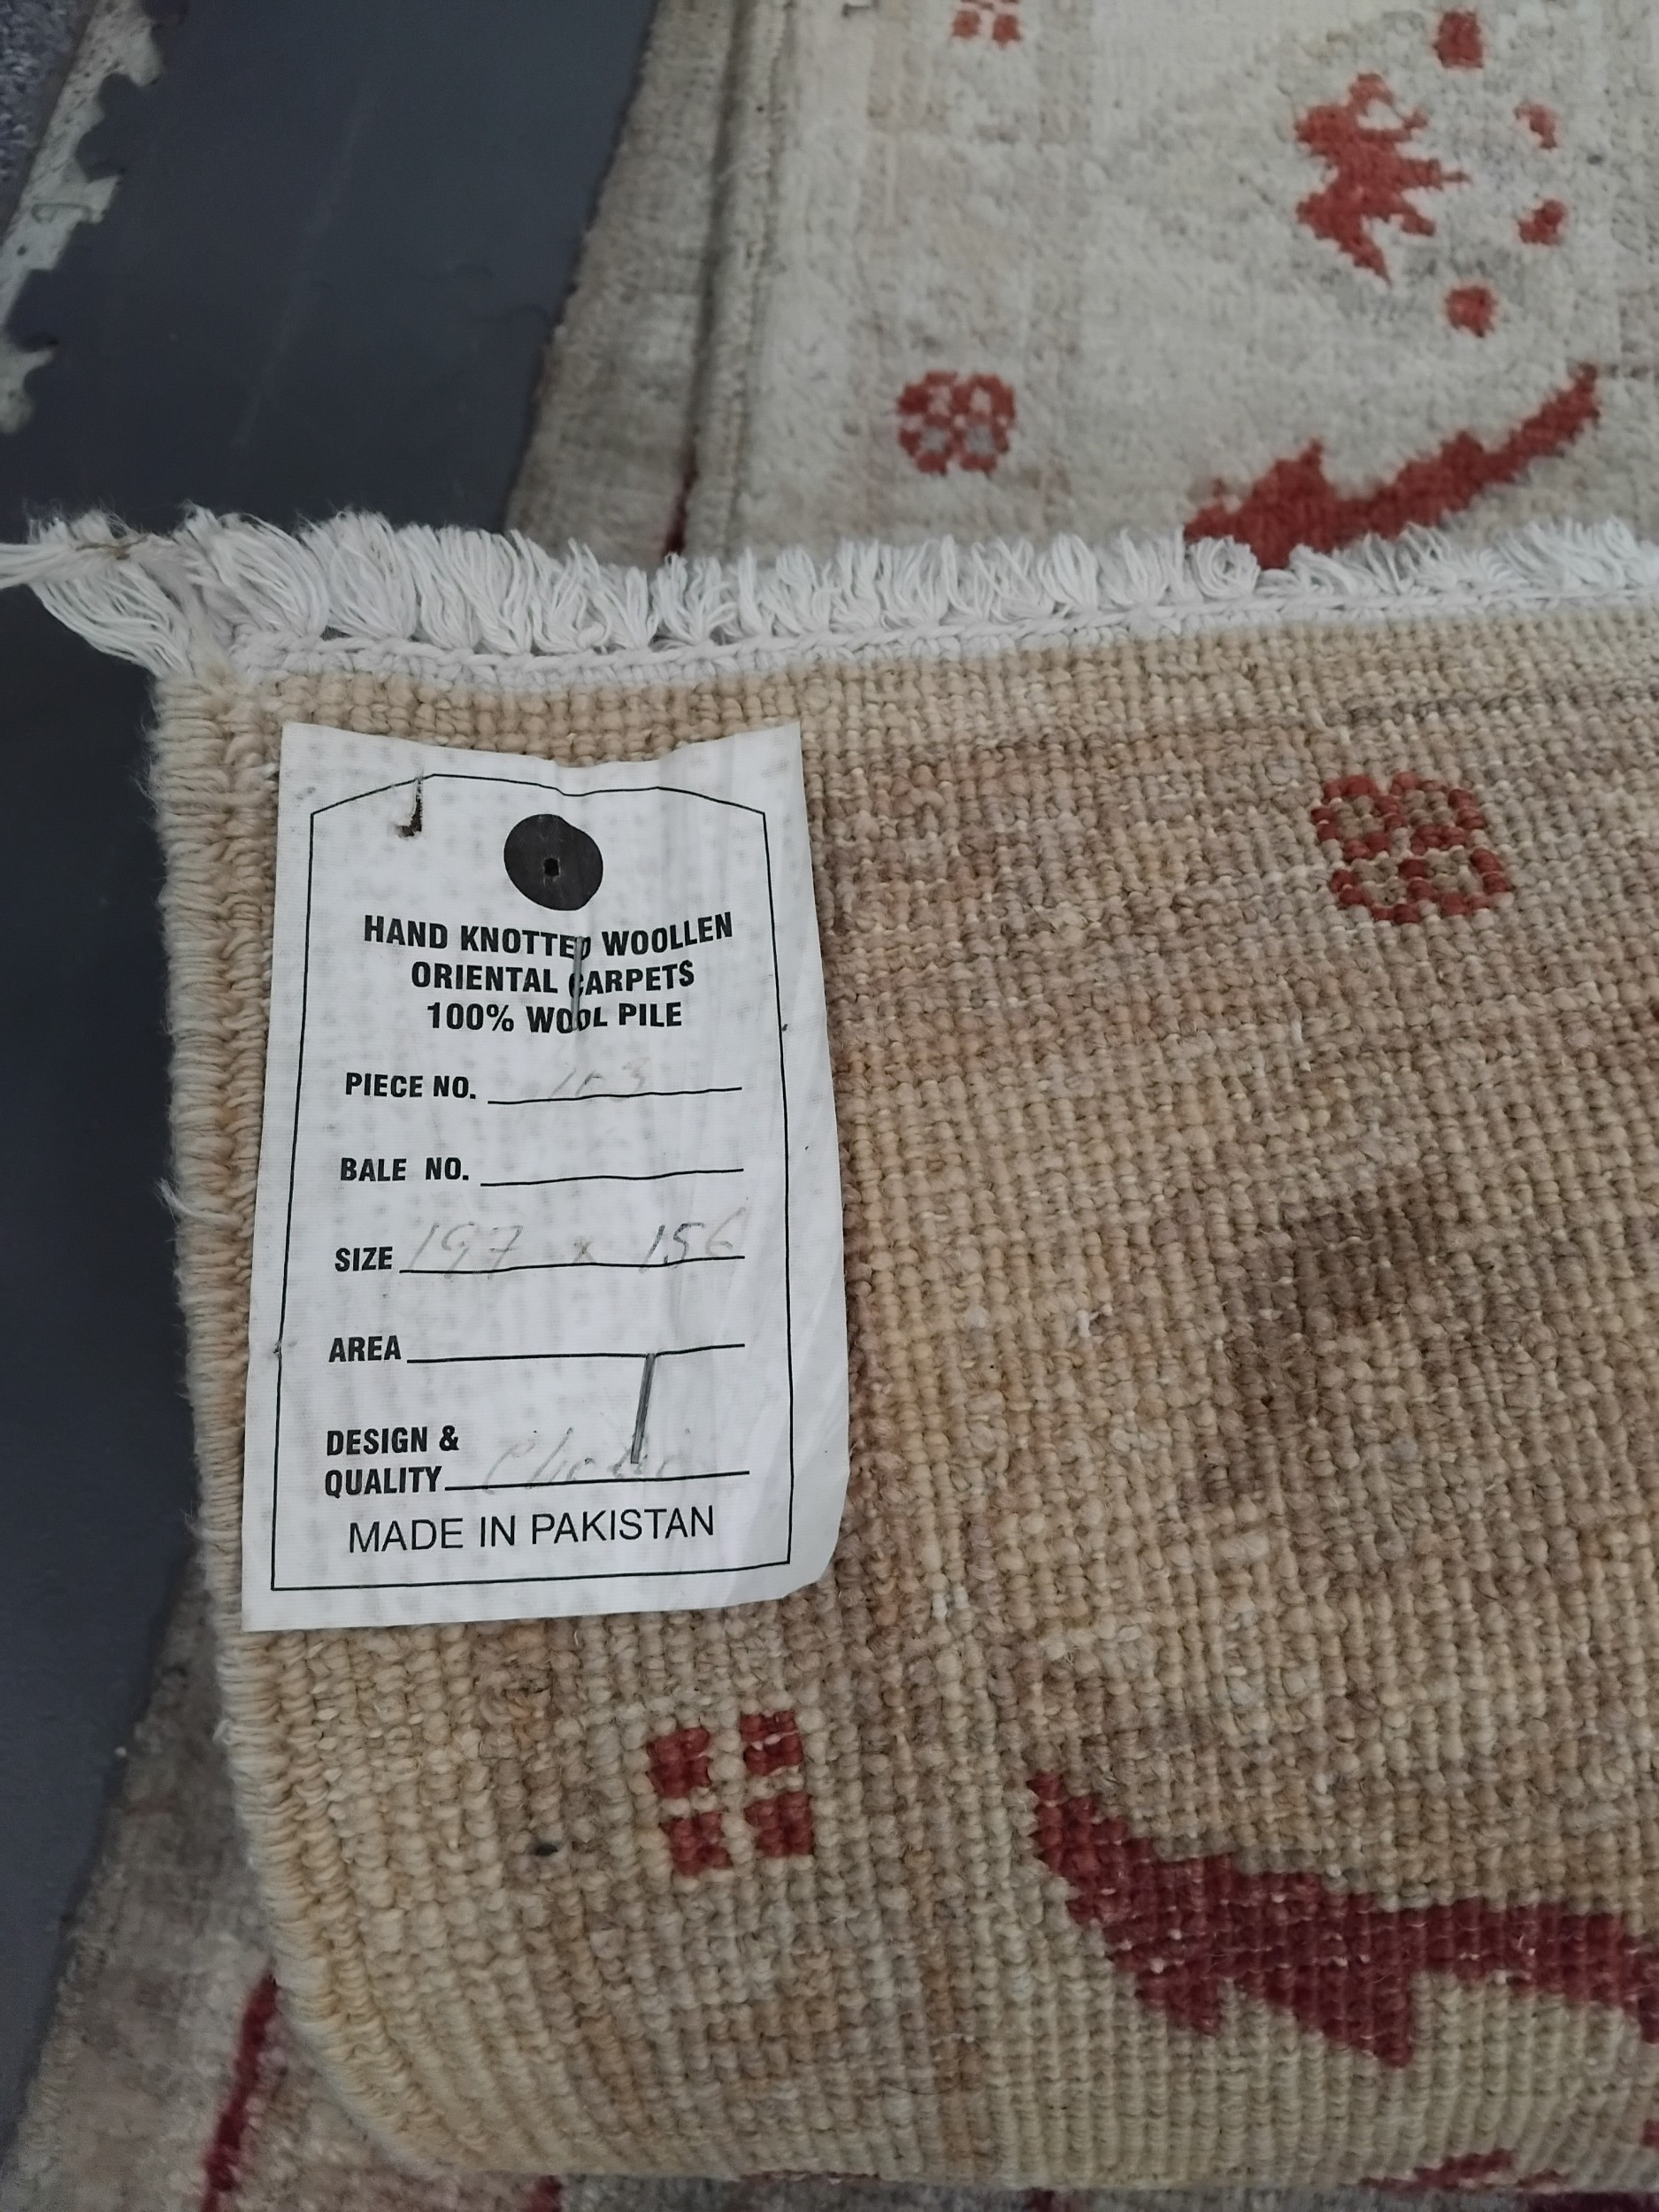 HAND KNOTTED WOOLLEN
ORIENTAL CARPETS
100% WOOL PILE
PIECE NO.
BALE NO.
SIZE 197 x 156
AREA
DESIGN &
QUALITY
MADE IN PAKISTAN